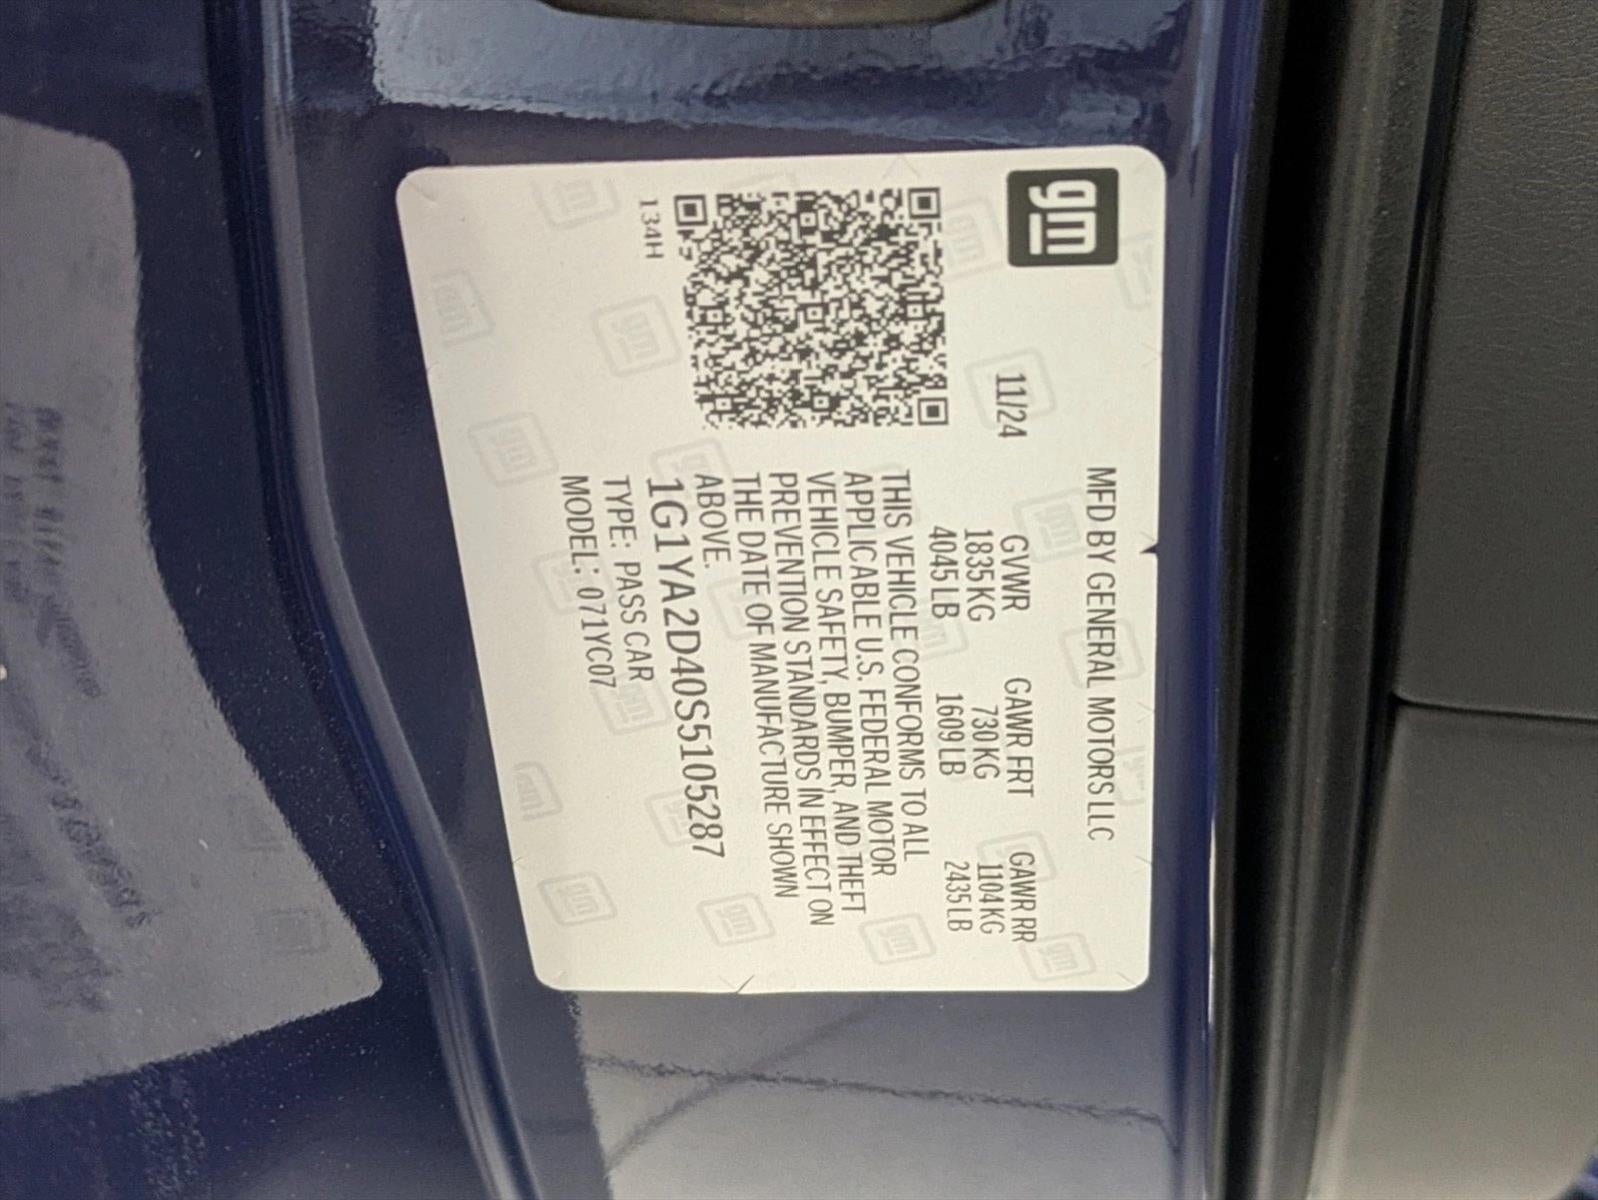 gm
MFD BY GENERAL MOTORS LLC
11/24
GVWR GAWR FRT GAWR RR
1835 KG 730 KG 1104 KG
4045 LB 1609 LB 2435 LB
THIS VEHICLE CONFORMS TO ALL
APPLICABLE U.S. FEDERAL MOTOR
VEHICLE SAFETY, BUMPER, AND THEFT
PREVENTION STANDARDS IN EFFECT ON
THE DATE OF MANUFACTURE SHOWN
ABOVE.
1G1YA2D40S5105287
TYPE: PASS CAR
MODEL: 071YC07
134H